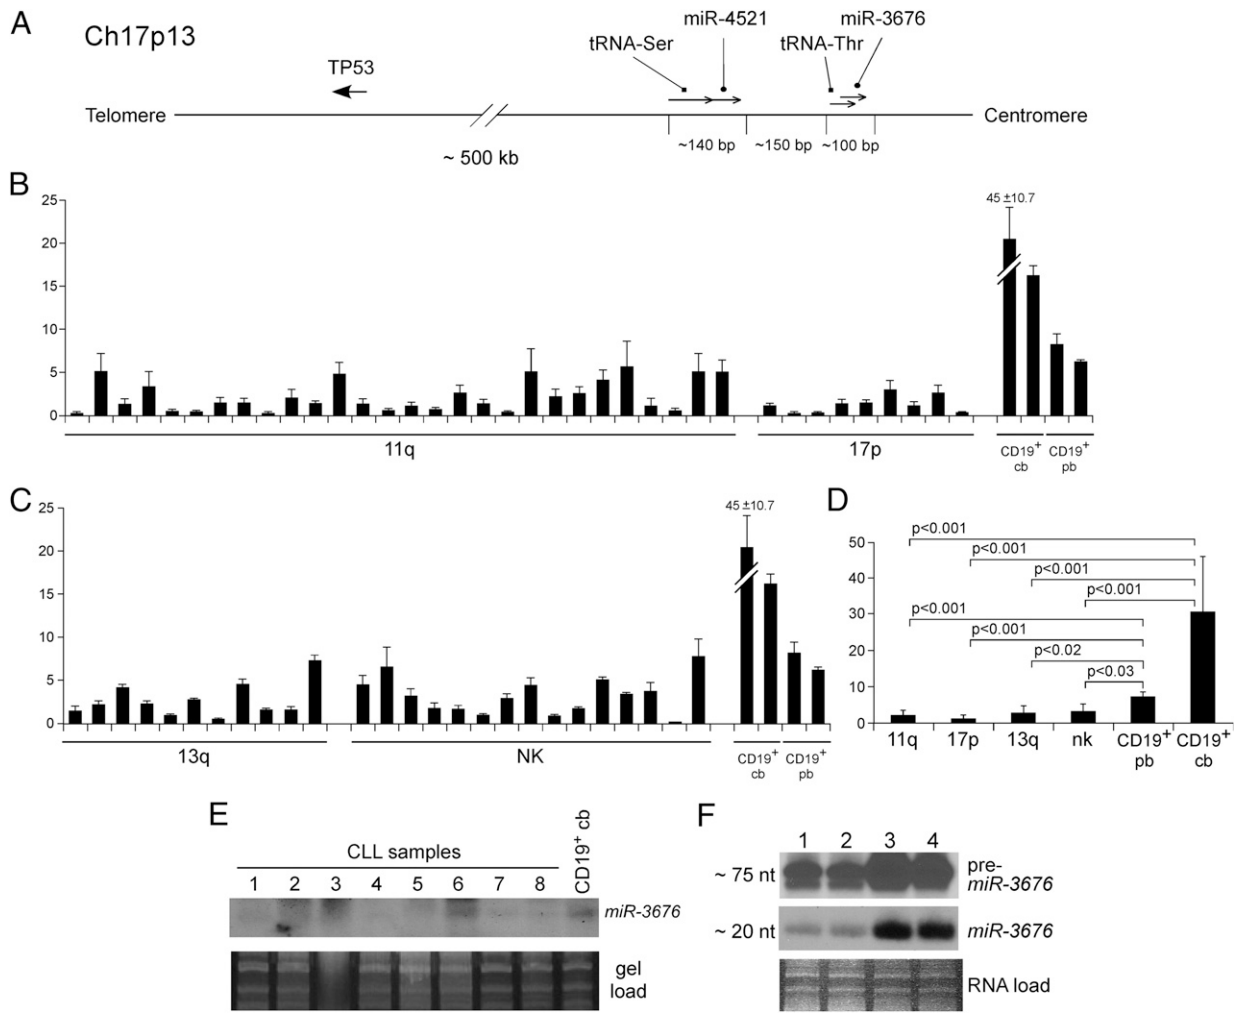 A
Ch17p13
miR-4521
miR-3676
tRNA-Ser
tRNA-Thr
TP53
Telomere
Centromere
~ 500 kb
~140 bp
~150 bp
~100 bp
B
25
20
15
10
5
0
45 ±10.7
11q
17p
CD19+ cb
CD19+ pb
C
25
20
15
10
5
0
45 ±10.7
13q
NK
CD19+ cb
CD19+ pb
D
50
40
30
20
10
0
p<0.001
p<0.001
p<0.001
p<0.001
p<0.001
p<0.001
p<0.02
p<0.03
11q
17p
13q
nk
CD19+ pb
CD19+ cb
E
CLL samples
CD19+ cb
1 2 3 4 5 6 7 8
miR-3676
gel
load
F
1 2 3 4
~ 75 nt
pre-
miR-3676
~ 20 nt
miR-3676
RNA load